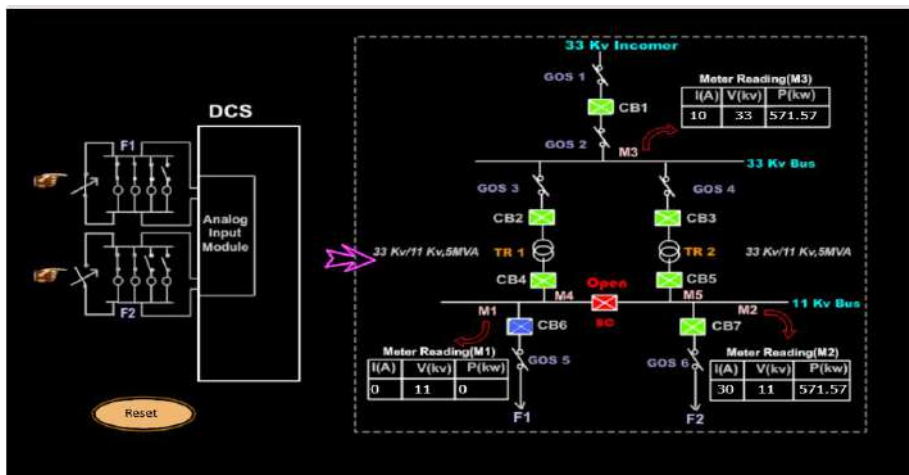 33 Kv Incomer
GOS 1
Meter Reading(M3)
I(A) V(kv) P(kw)
10 33 571.57
CB1
DCS
GOS 2
M3
F1
33 Kv Bus
GOS 3
GOS 4
CB2
CB3
Analog
Input
Module
33 Kv/11 Kv,5MVA
TR 1
TR 2
33 Kv/11 Kv,5MVA
CB4
Open
CB5
M4
M5
11 Kv Bus
M1
BC
M2
F2
CB6
CB7
Meter Reading(M1)
I(A) V(kv) P(kw)
0 11 0
GOS 5
GOS 6
Meter Reading(M2)
I(A) V(kv) P(kw)
30 11 571.57
Reset
F1
F2